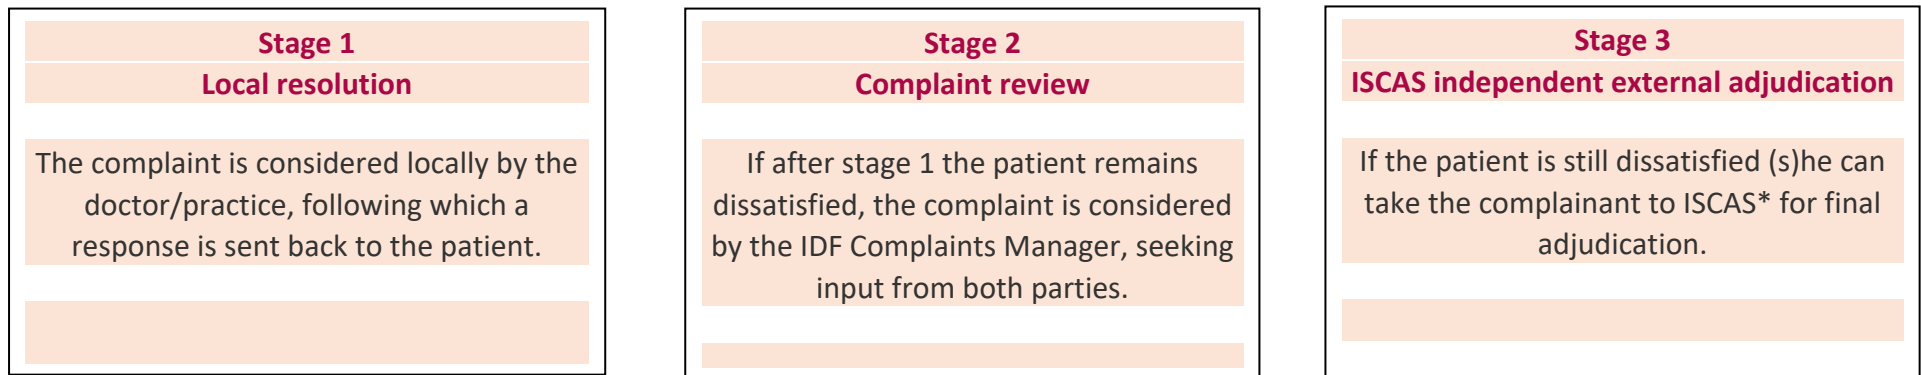 Stage 1
Local resolution
The complaint is considered locally by the
doctor/practice, following which a
response is sent back to the patient.
Stage 2
Complaint review
If after stage 1 the patient remains
dissatisfied, the complaint is considered
by the IDF Complaints Manager, seeking
input from both parties.
Stage 3
ISCAS independent external adjudication
If the patient is still dissatisfied (s)he can
take the complainant to ISCAS* for final
adjudication.